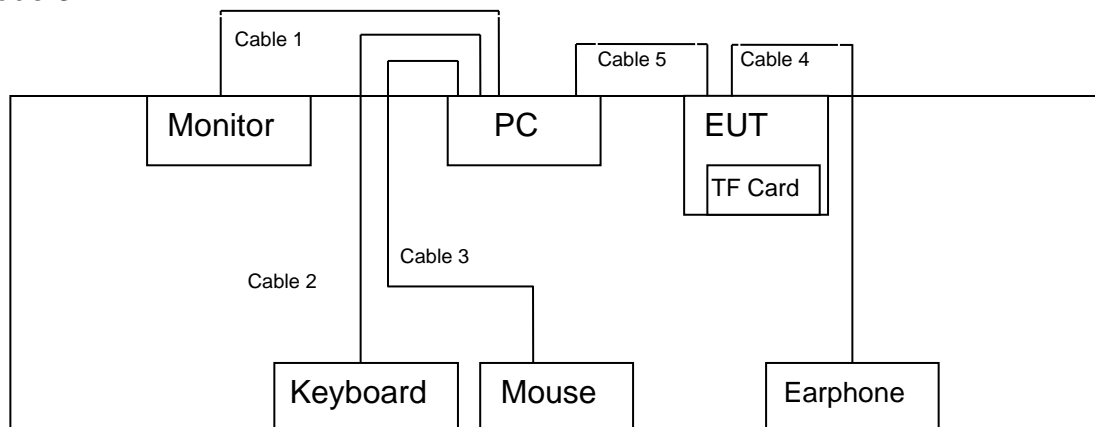 Cable 1
Cable 5
Cable 4
Monitor
PC
EUT
TF Card
Cable 3
Cable 2
Keyboard
Mouse
Earphone